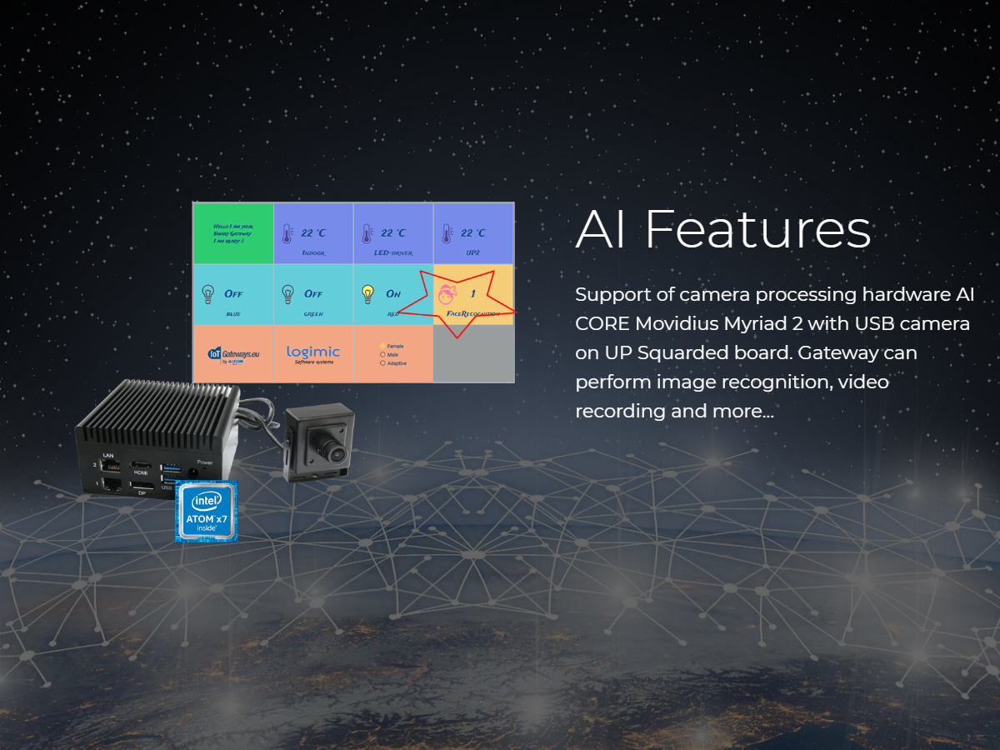 Hello I am your
Smart Gateway
I am ready :)
22 °C
Indoor
22 °C
LED-driver
22 °C
UP2
Off
blue
Off
green
On
red
1
FaceRecognition
IoT Gateways.eu
by AAEON
logimic
Software systems
Female
Male
Adaptive
AI Features
Support of camera processing hardware AI
CORE Movidius Myriad 2 with USB camera
on UP Squarded board. Gateway can
perform image recognition, video
recording and more...
LAN
2
HDMI
DP
USB
Power
intel
ATOM x7
inside™